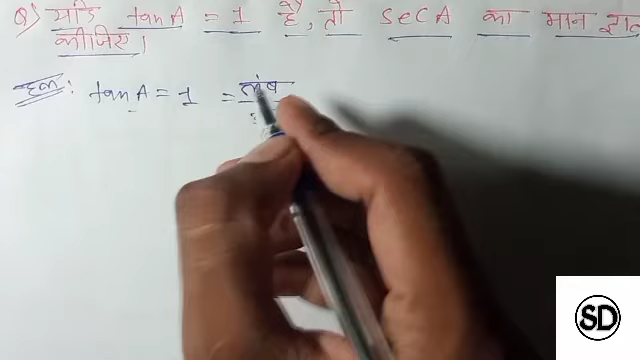 Q) यदि tan A = 1 है, तो sec A का मान ज्ञात
कीजिए।
हल: tan A = 1 = लंब
SD